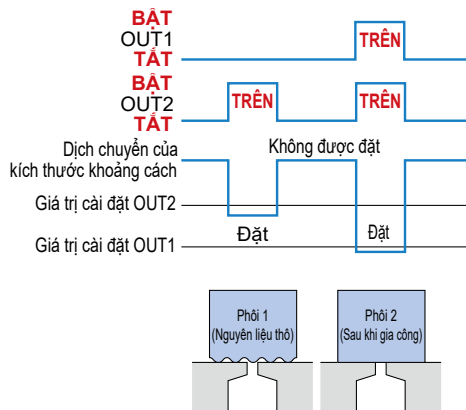 BẬT
OUT1
TẮT
TRÊN
BẬT
OUT2
TẮT
TRÊN
TRÊN
Dịch chuyển của
kích thước khoảng cách
Không được đặt
Giá trị cài đặt OUT2
Đặt
Đặt
Giá trị cài đặt OUT1
Phôi 1
(Nguyên liệu thô)
Phôi 2
(Sau khi gia công)